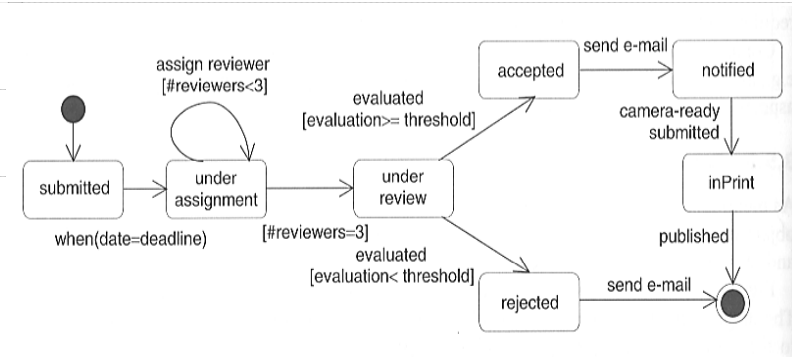 assign reviewer
[#reviewers<3]
submitted
when(date=deadline)
under
assignment
[#reviewers=3]
under
review
evaluated
[evaluation>= threshold]
evaluated
[evaluation< threshold]
accepted
send e-mail
notified
camera-ready
submitted
inPrint
published
rejected
send e-mail